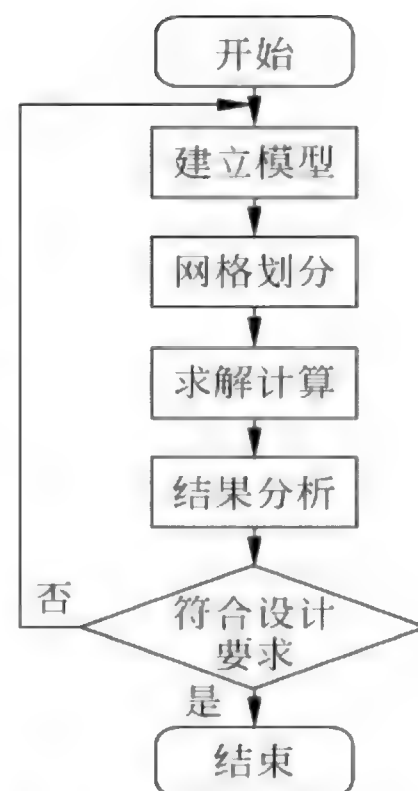 开始
建立模型
网格划分
求解计算
结果分析
否
符合设计
要求
是
结束